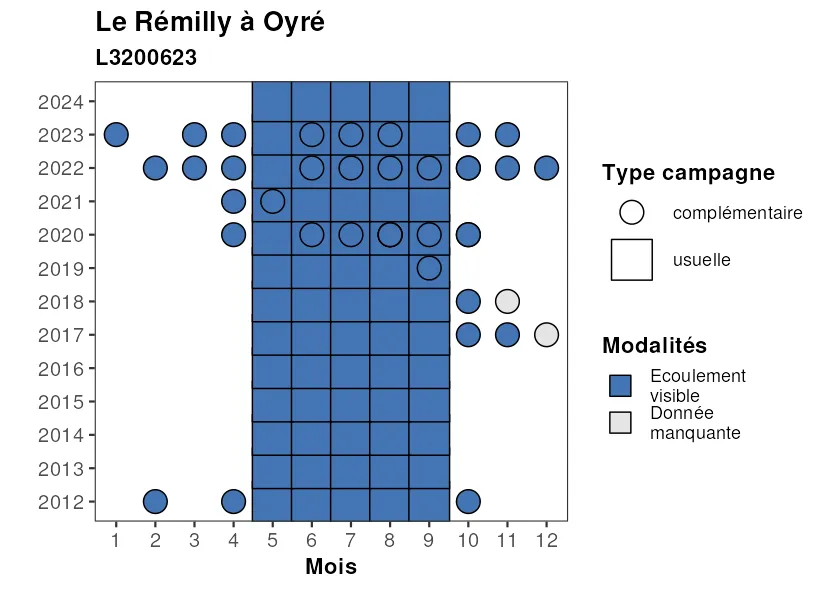 Le Rémilly à Oyré
L3200623
2024
2023
2022
2021
2020
2019
2018
2017
2016
2015
2014
2013
2012
1 2 3 4 5 6 7 8 9 10 11 12
Mois
Type campagne
complémentaire
usuelle
Modalités
Ecoulement
visible
Donnée
manquante